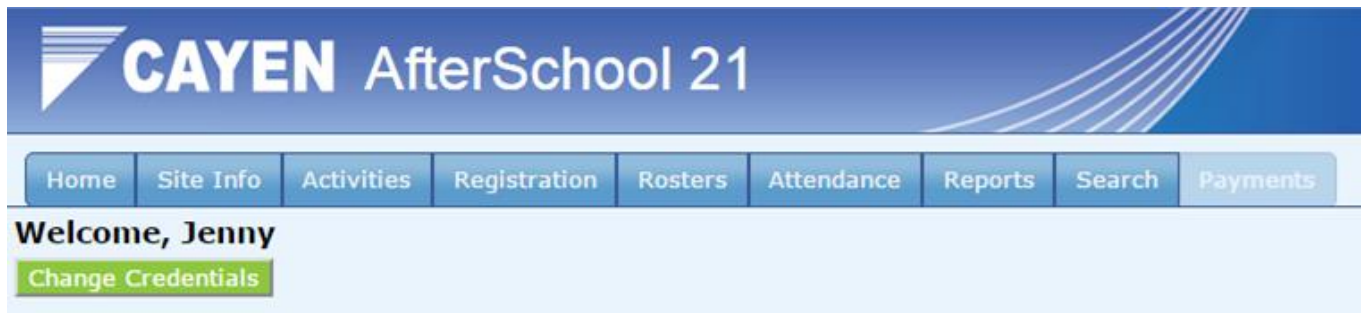 CAYEN AfterSchool 21
Home Site Info Activities Registration Rosters Attendance Reports Search Payments
Welcome, Jenny
Change Credentials